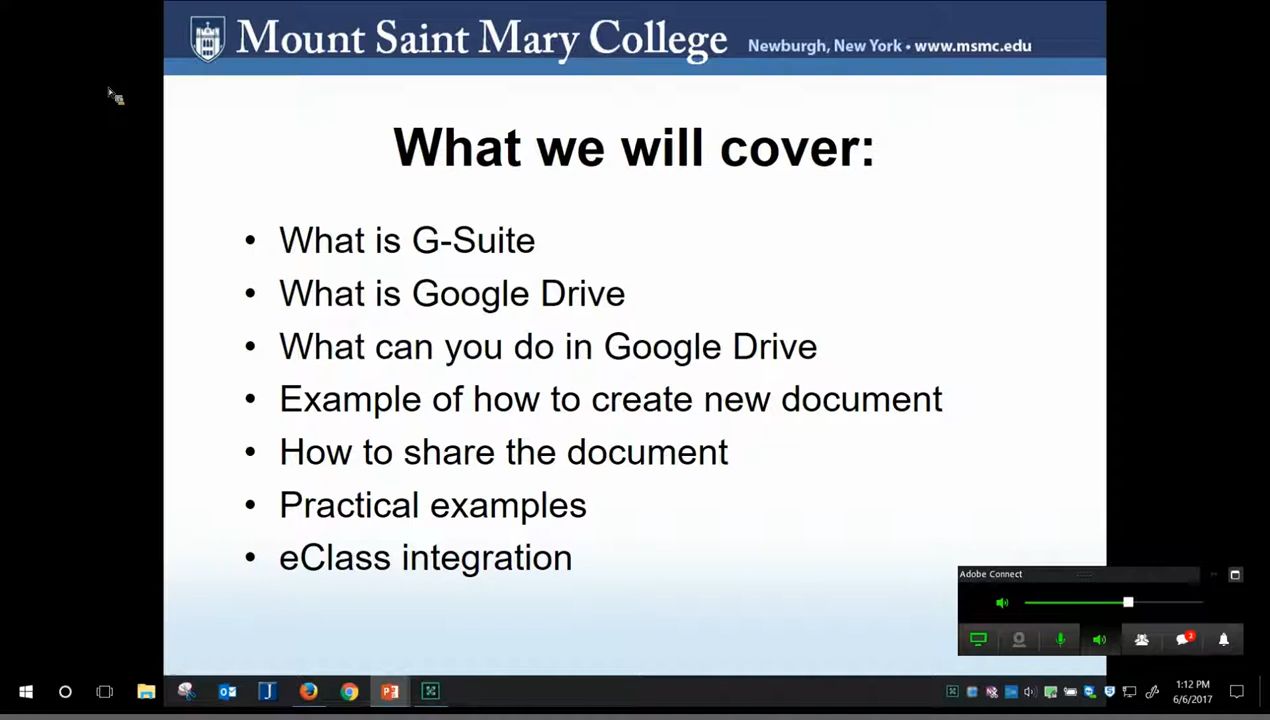 Mount Saint Mary College Newburgh, New York • www.msmc.edu
What we will cover:
• What is G-Suite
• What is Google Drive
• What can you do in Google Drive
• Example of how to create new document
• How to share the document
• Practical examples
• eClass integration
Adobe Connect
1:12 PM
6/6/2017